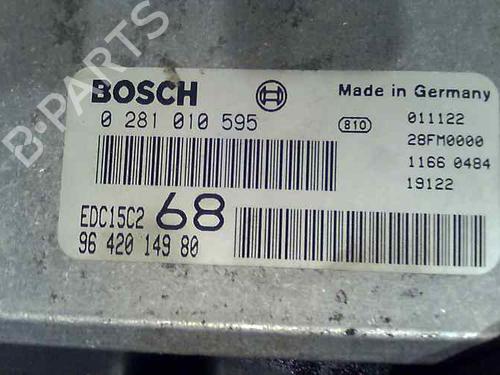 B-PARTS
BOSCH
Made in Germany
0 281 010 595
810
011122
28FM0000
1166 0484
19122
EDC15C2 68
96 420 149 80